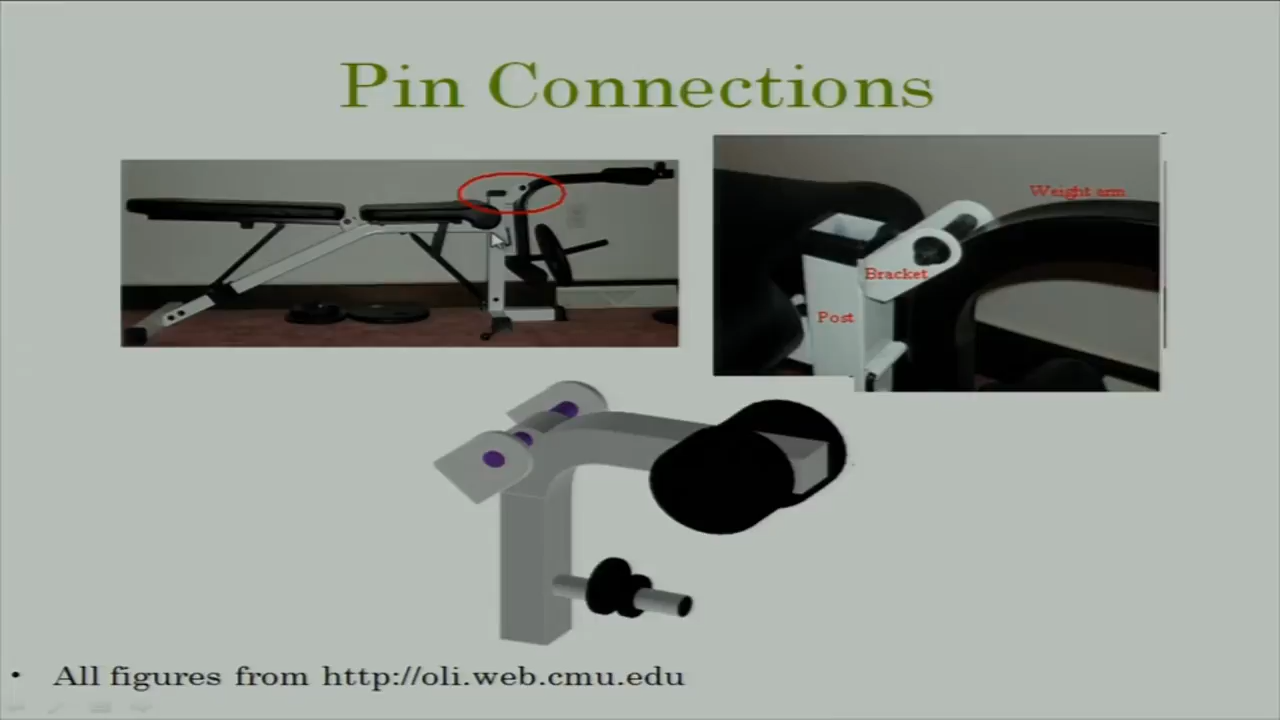 Pin Connections
Weight arm
Bracket
Post
• All figures from http://oli.web.cmu.edu